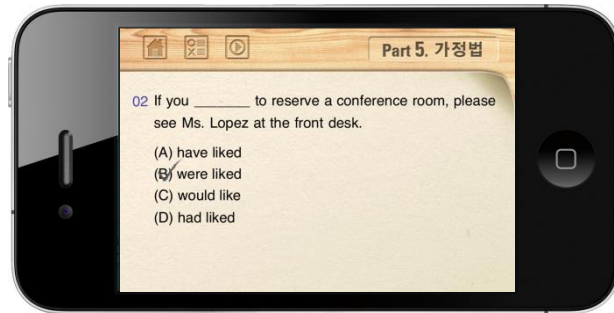 Part 5. 가정법
02 If you _______ to reserve a conference room, please
see Ms. Lopez at the front desk.
(A) have liked
(B) were liked
(C) would like
(D) had liked